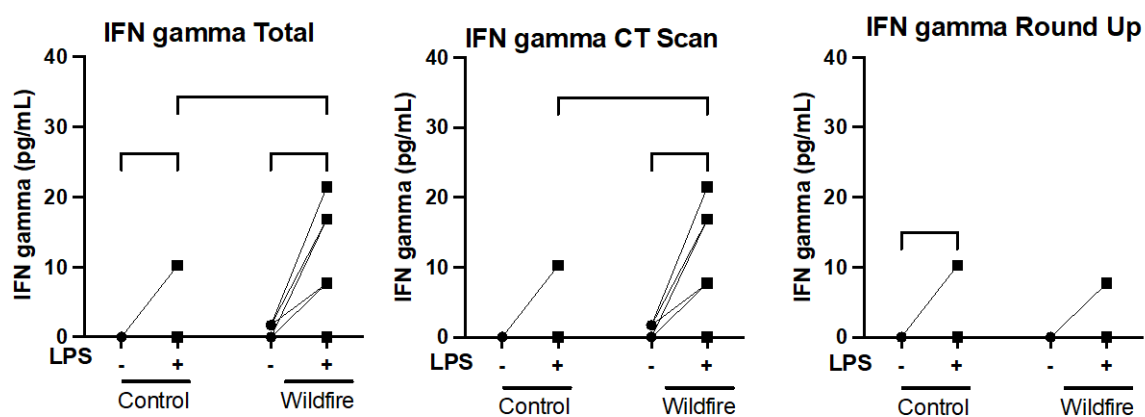 IFN gamma Total
IFN gamma (pg/mL)
40
30
20
10
0
LPS
- + - +
Control Wildfire
IFN gamma CT Scan
IFN gamma (pg/mL)
40
30
20
10
0
LPS
- + - +
Control Wildfire
IFN gamma Round Up
IFN gamma (pg/mL)
40
30
20
10
0
LPS
- + - +
Control Wildfire